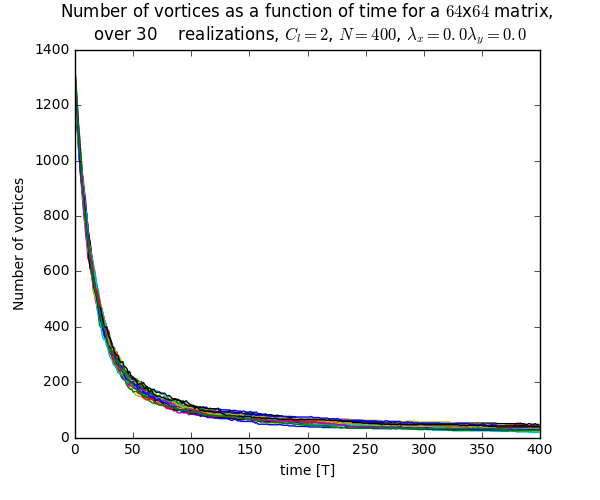 Number of vortices as a function of time for a 64x64 matrix,
over 30 realizations, C_l = 2, N = 400, λ_x = 0.0λ_y = 0.0
1400
1200
1000
800
600
400
200
0
Number of vortices
0 50 100 150 200 250 300 350 400
time [T]